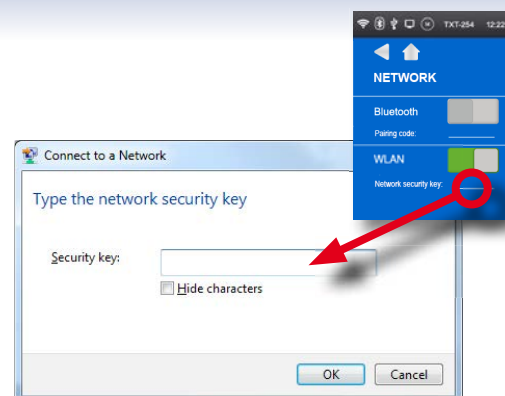 TXT-254 12:22
NETWORK
Bluetooth
Pairing code:
WLAN
Network security key:
Connect to a Network
Type the network security key
Security key:
Hide characters
OK Cancel